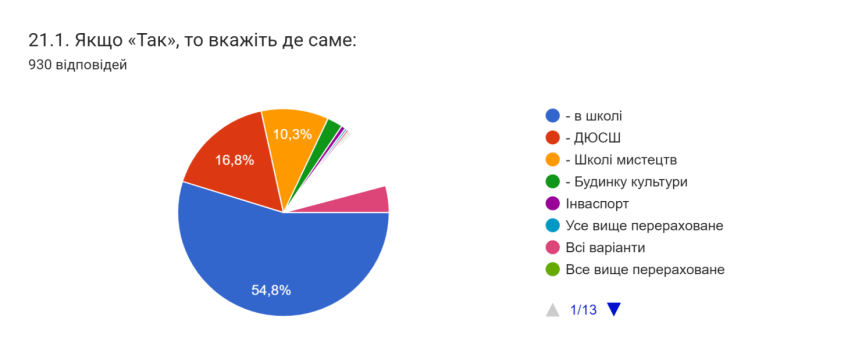 21.1. Якщо «Так», то вкажіть де саме:
930 відповідей
10,3%
16,8%
54,8%
- в школі
- ДЮСШ
- Школі мистецтв
- Будинку культури
Інваспорт
Усе вище перераховане
Всі варіанти
Все вище перераховане
1/13